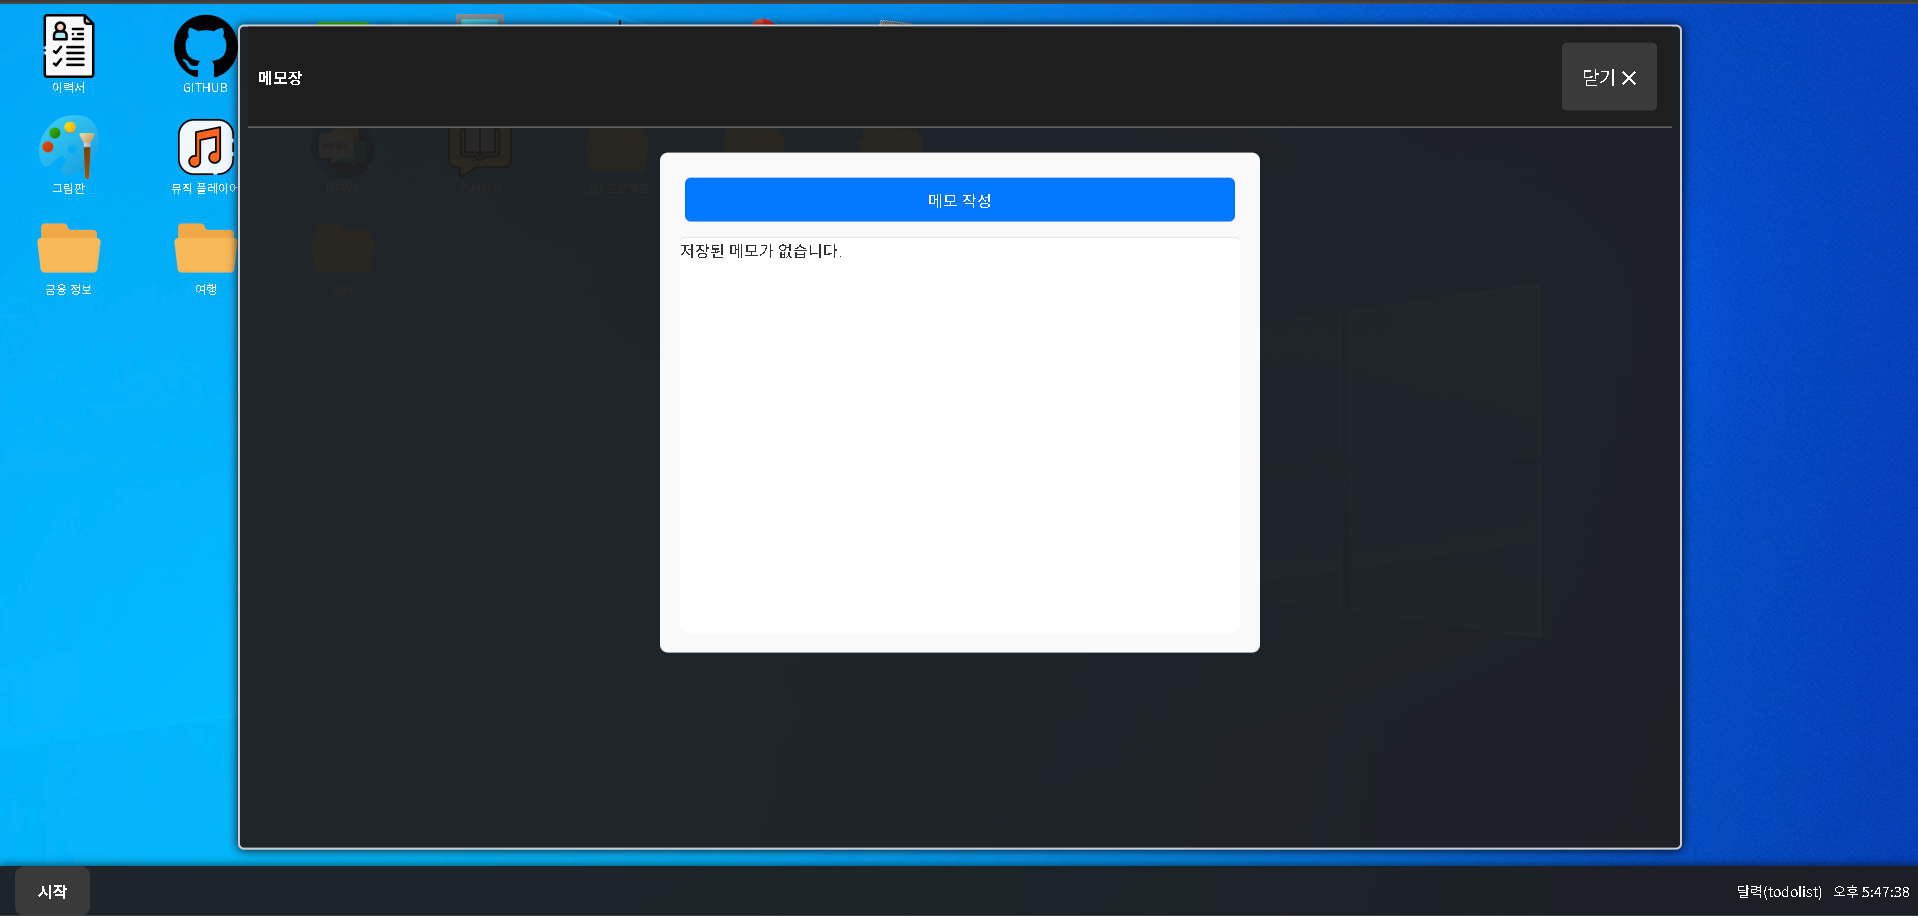 이력서
GITHUB
그림판
뮤직 플레이어
NEWS
금융 정보
여행
메모장
닫기 ✕
메모 작성
저장된 메모가 없습니다.
시작
달력(todolist) 오후 5:47:38